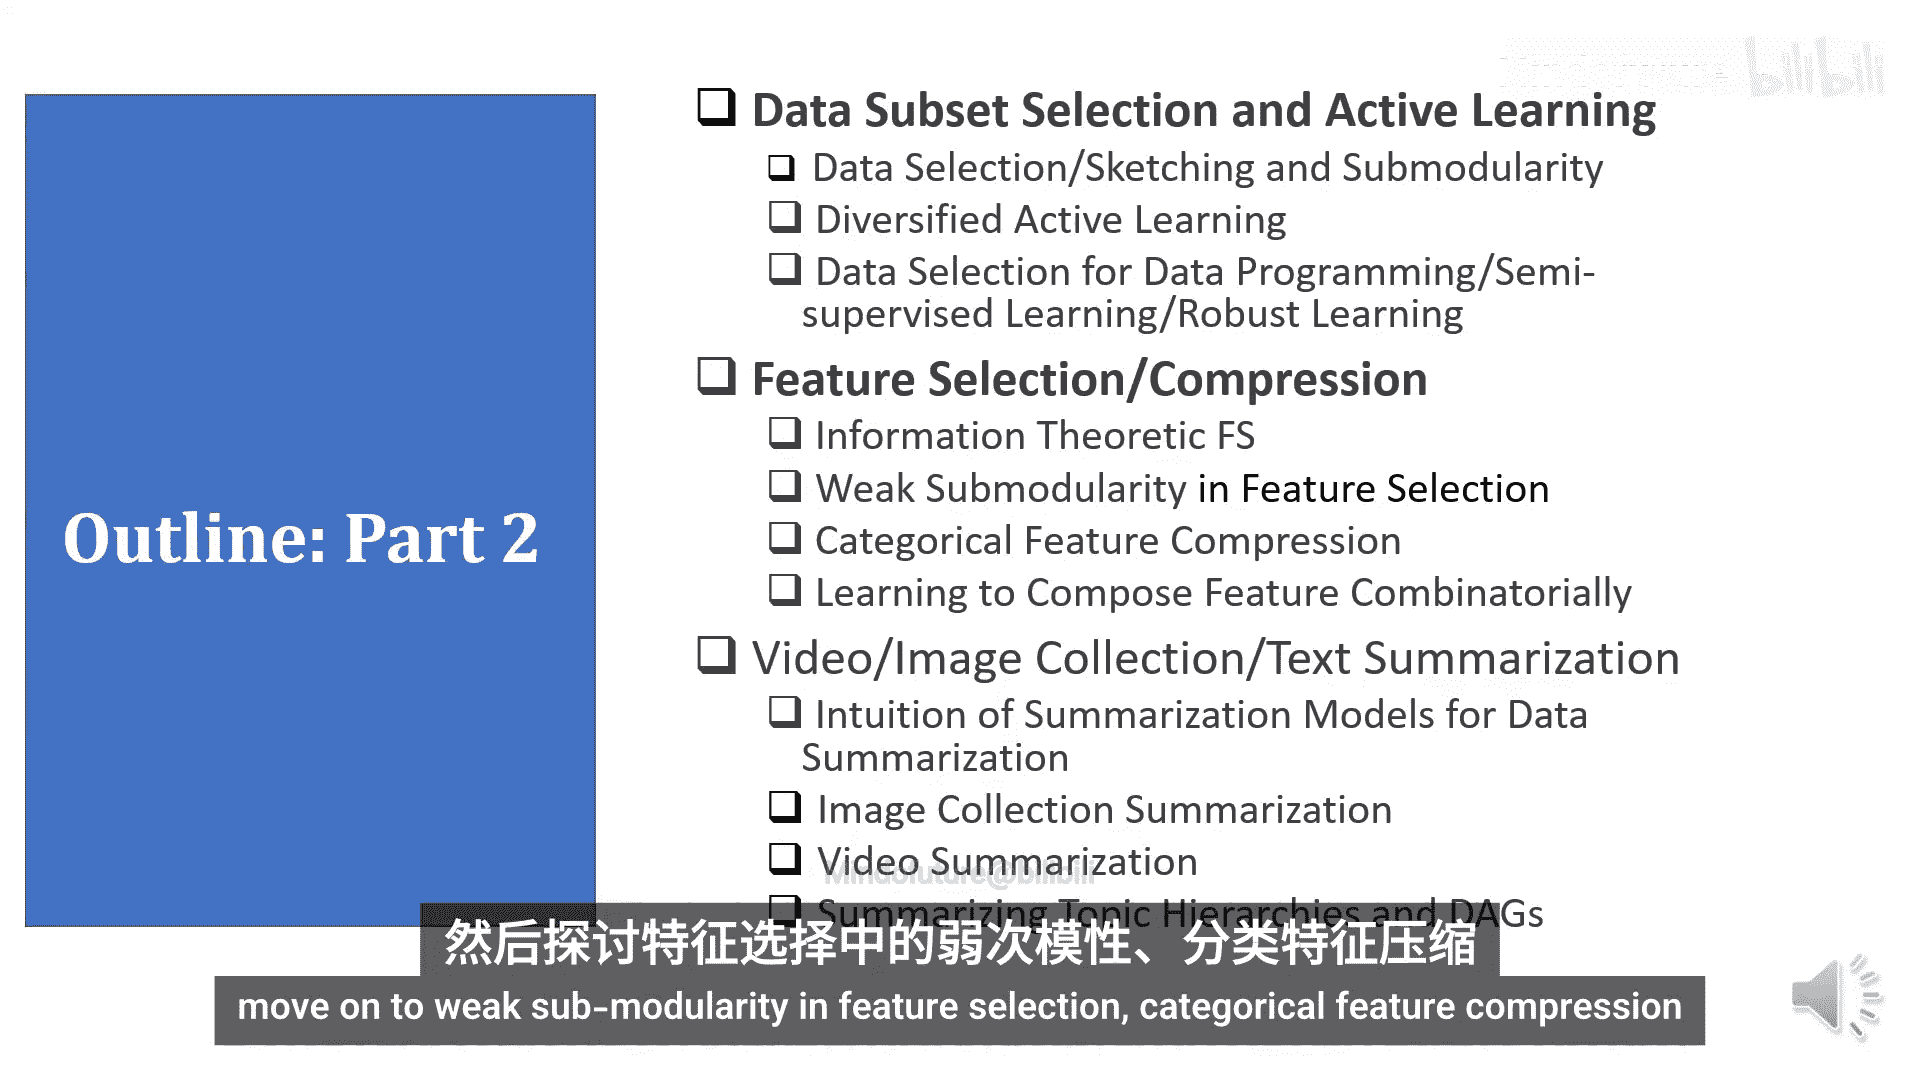 bilibili
Outline: Part 2
Data Subset Selection and Active Learning
Data Selection/Sketching and Submodularity
Diversified Active Learning
Data Selection for Data Programming/Semi-
supervised Learning/Robust Learning
Feature Selection/Compression
Information Theoretic FS
Weak Submodularity in Feature Selection
Categorical Feature Compression
Learning to Compose Feature Combinatorially
Video/Image Collection/Text Summarization
Intuition of Summarization Models for Data
Summarization
Image Collection Summarization
Video Summarization
Mindofuture@bilibili
Summarizing Topic Hierarchies and DAGs
然后探讨特征选择中的弱次模性、分类特征压缩
move on to weak sub-modularity in feature selection, categorical feature compression